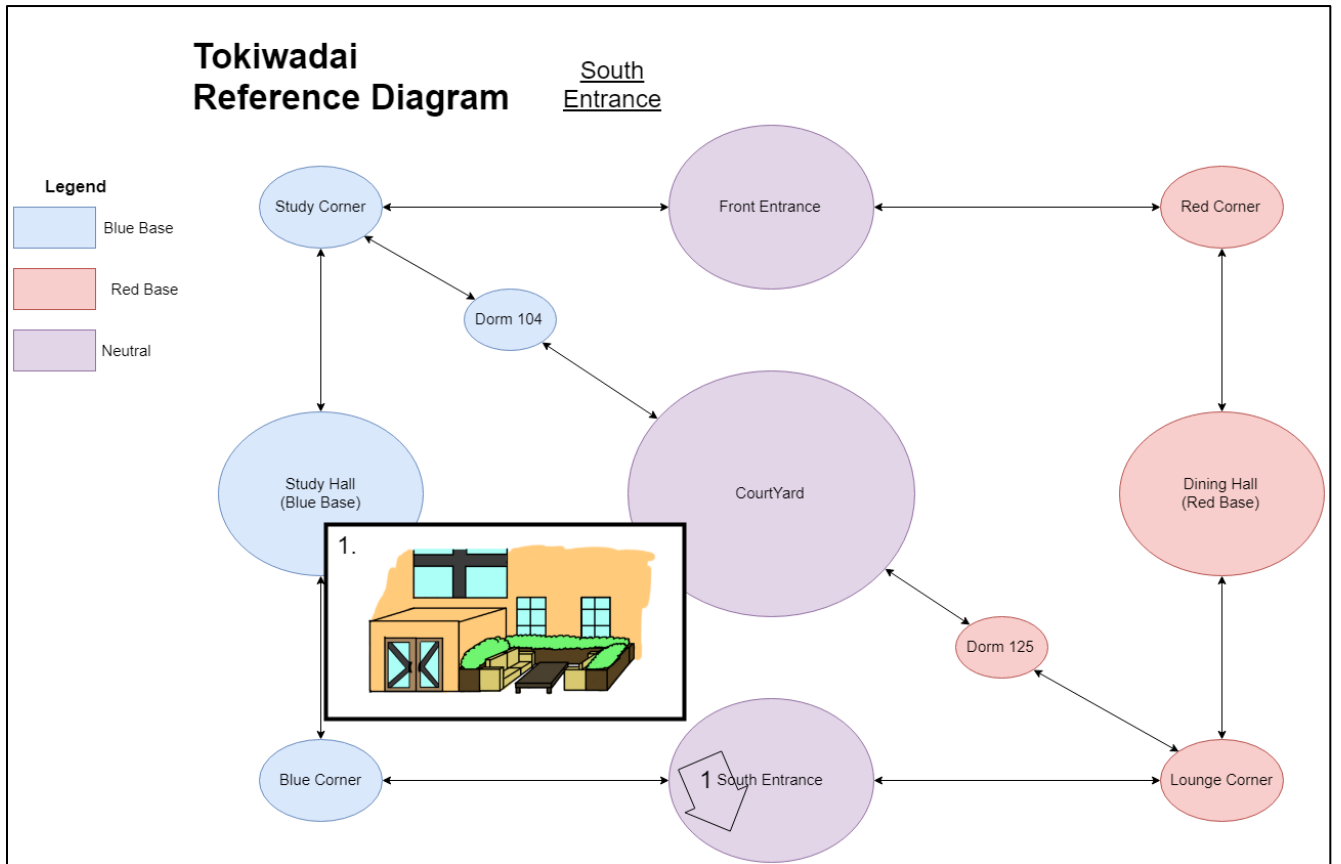 Tokiwadai
Reference Diagram
South
Entrance
Legend
Blue Base
Red Base
Neutral
Study Corner
Front Entrance
Red Corner
Dorm 104
Study Hall
(Blue Base)
CourtYard
Dining Hall
(Red Base)
1.
Dorm 125
Blue Corner
1
South Entrance
Lounge Corner